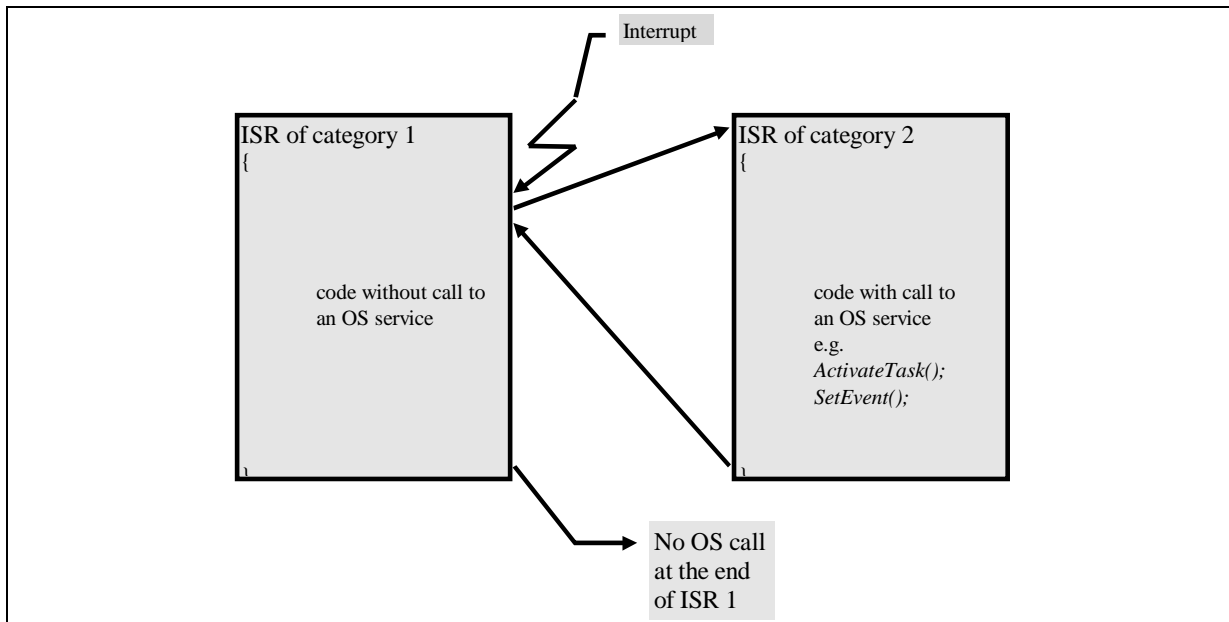 Interrupt
ISR of category 1
{
code without call to
an OS service
}
ISR of category 2
{
code with call to
an OS service
e.g.
ActivateTask();
SetEvent();
}
No OS call
at the end
of ISR 1